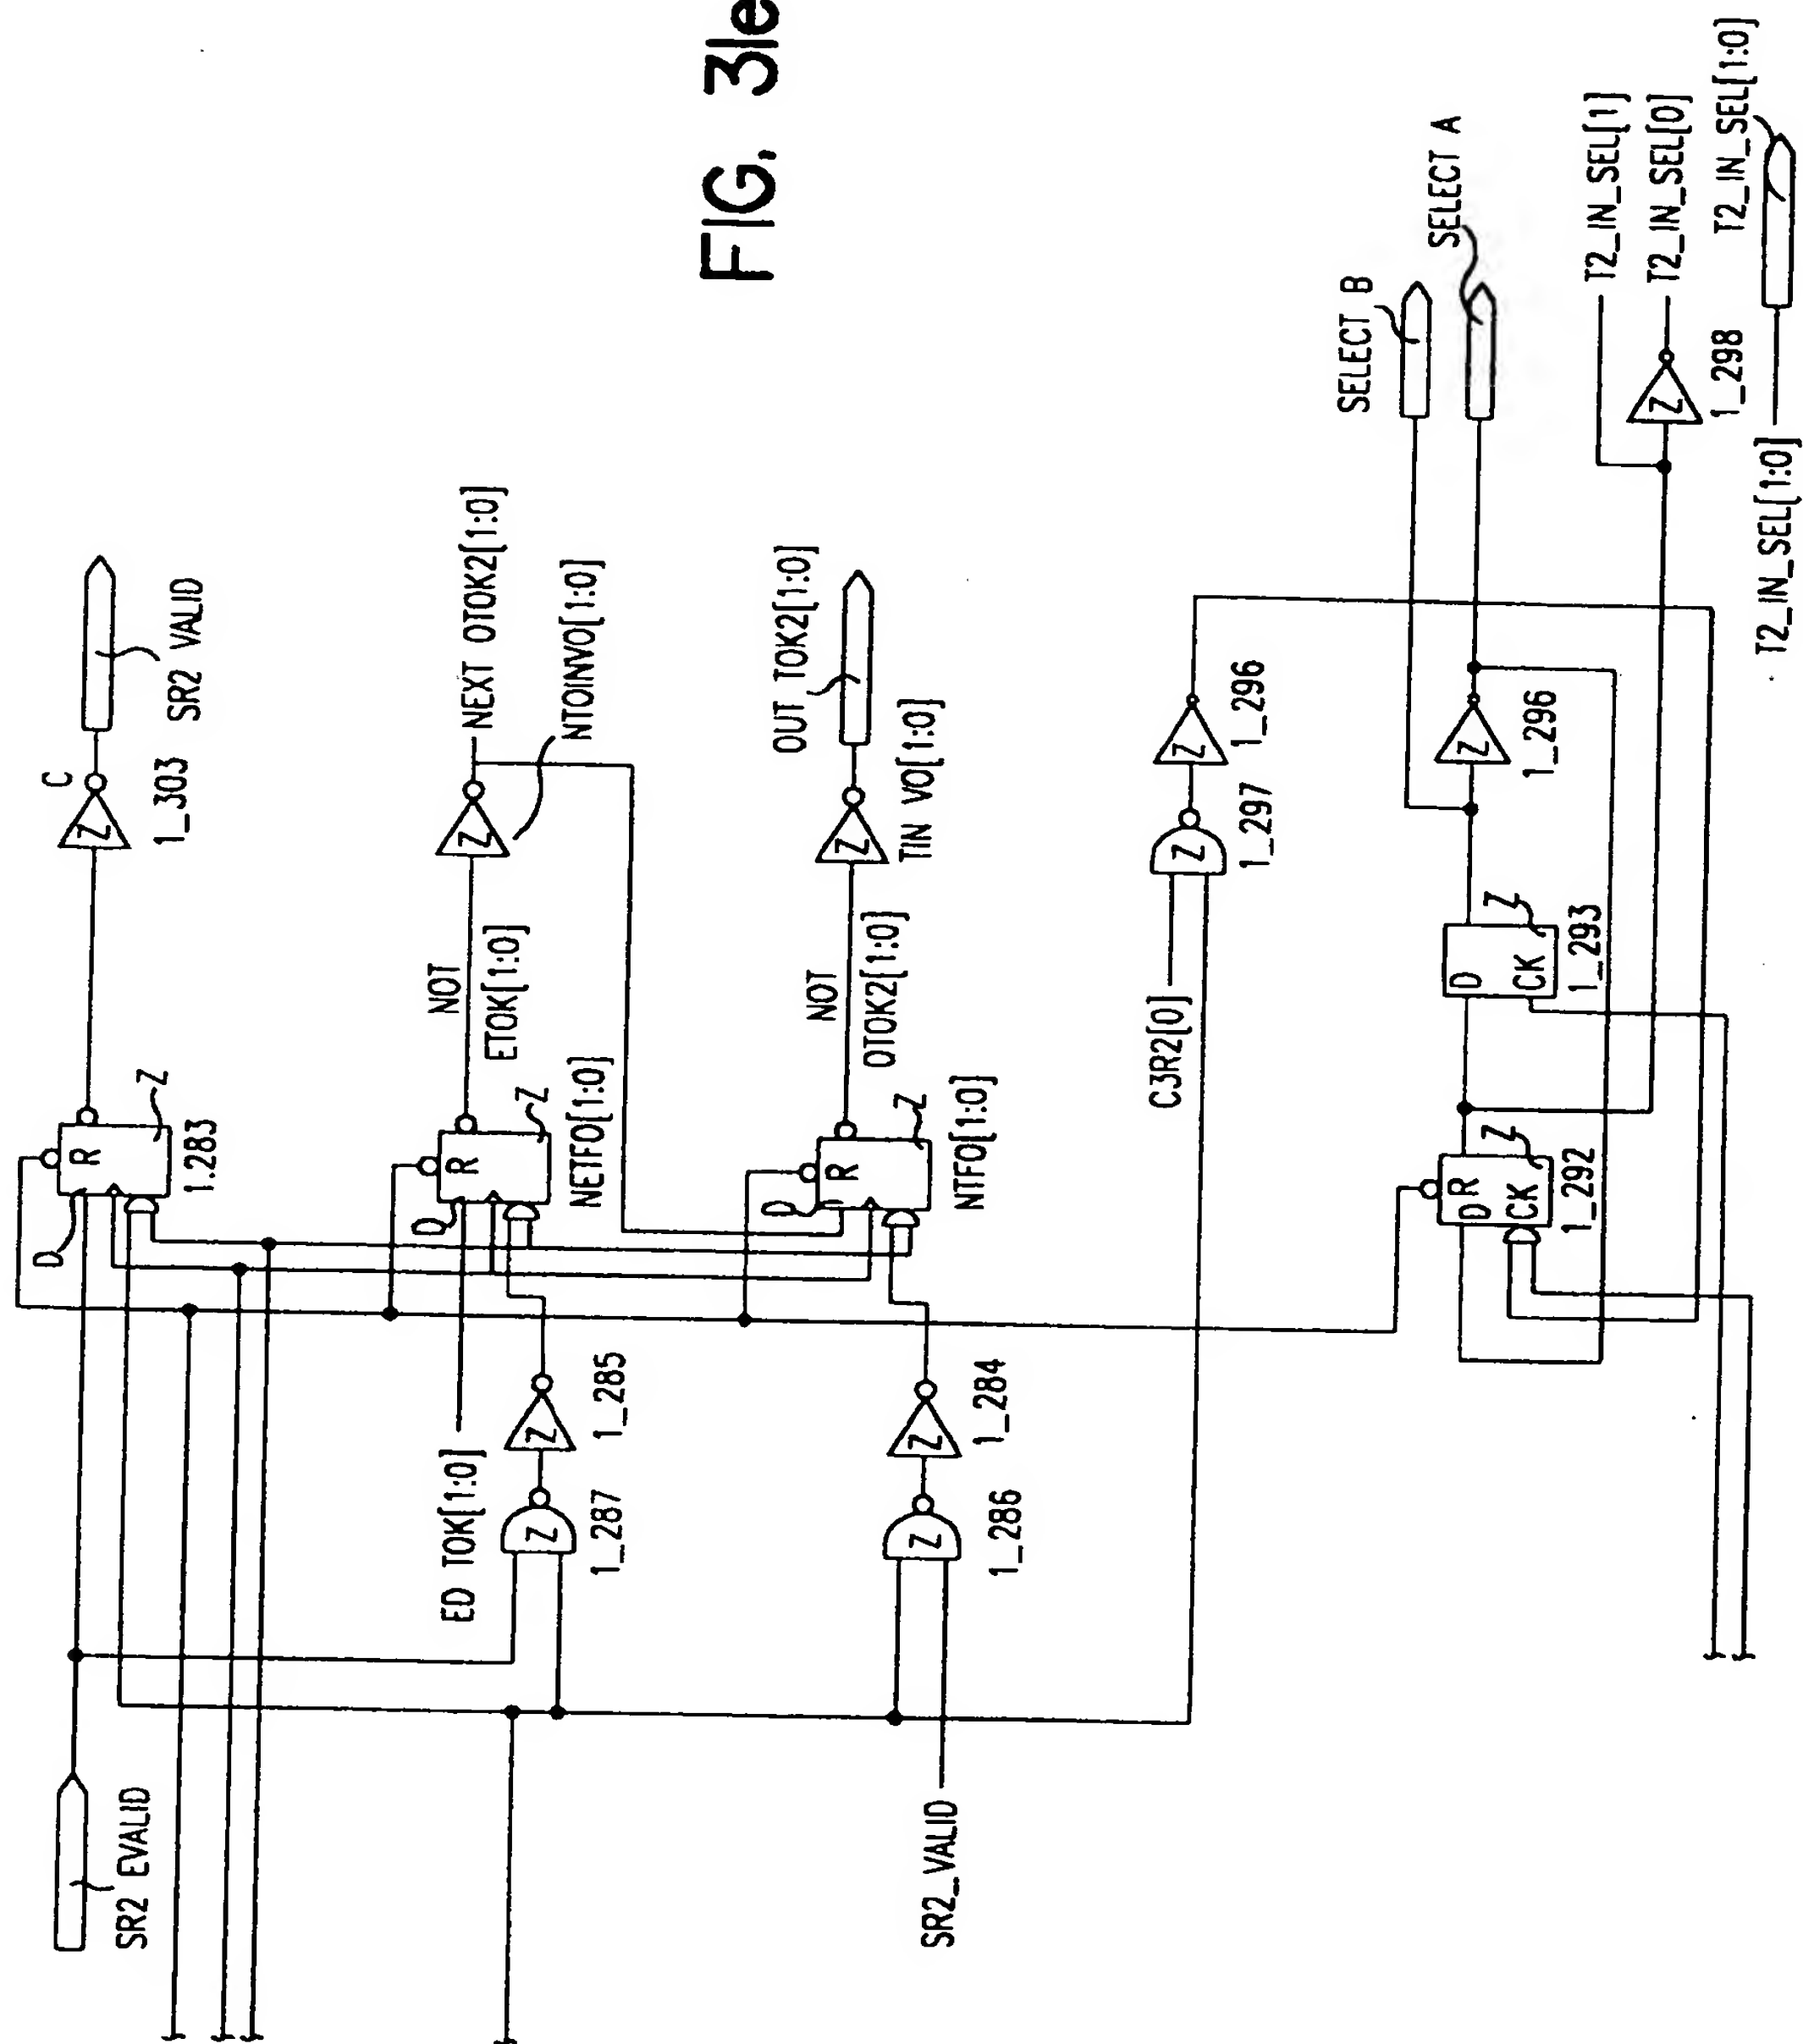 FIG. 31e
SR2 EVALID
D
R
Z
1.283
Z
C
1_303
SR2 VALID
ED TOK[1:0]
Z
1_287
Z
1_285
D
R
Z
NETFO[1:0]
NOT
ETOK[1:0]
Z
NEXT OTOK2[1:0]
NTOINVO[1:0]
SR2_VALID
Z
1_286
Z
1_284
D
R
Z
NTFO[1:0]
NOT
OTOK2[1:0]
Z
TIN VO[1:0]
OUT TOK2[1:0]
C3R2[0]
Z
1_297
Z
1_296
D R
CK
Z
1_292
D
CK
Z
1_293
Z
1_296
SELECT B
SELECT A
Z
1_298
T2_IN_SEL[1]
T2_IN_SEL[0]
T2_IN_SEL[1:0]
T2_IN_SEL[1:0]